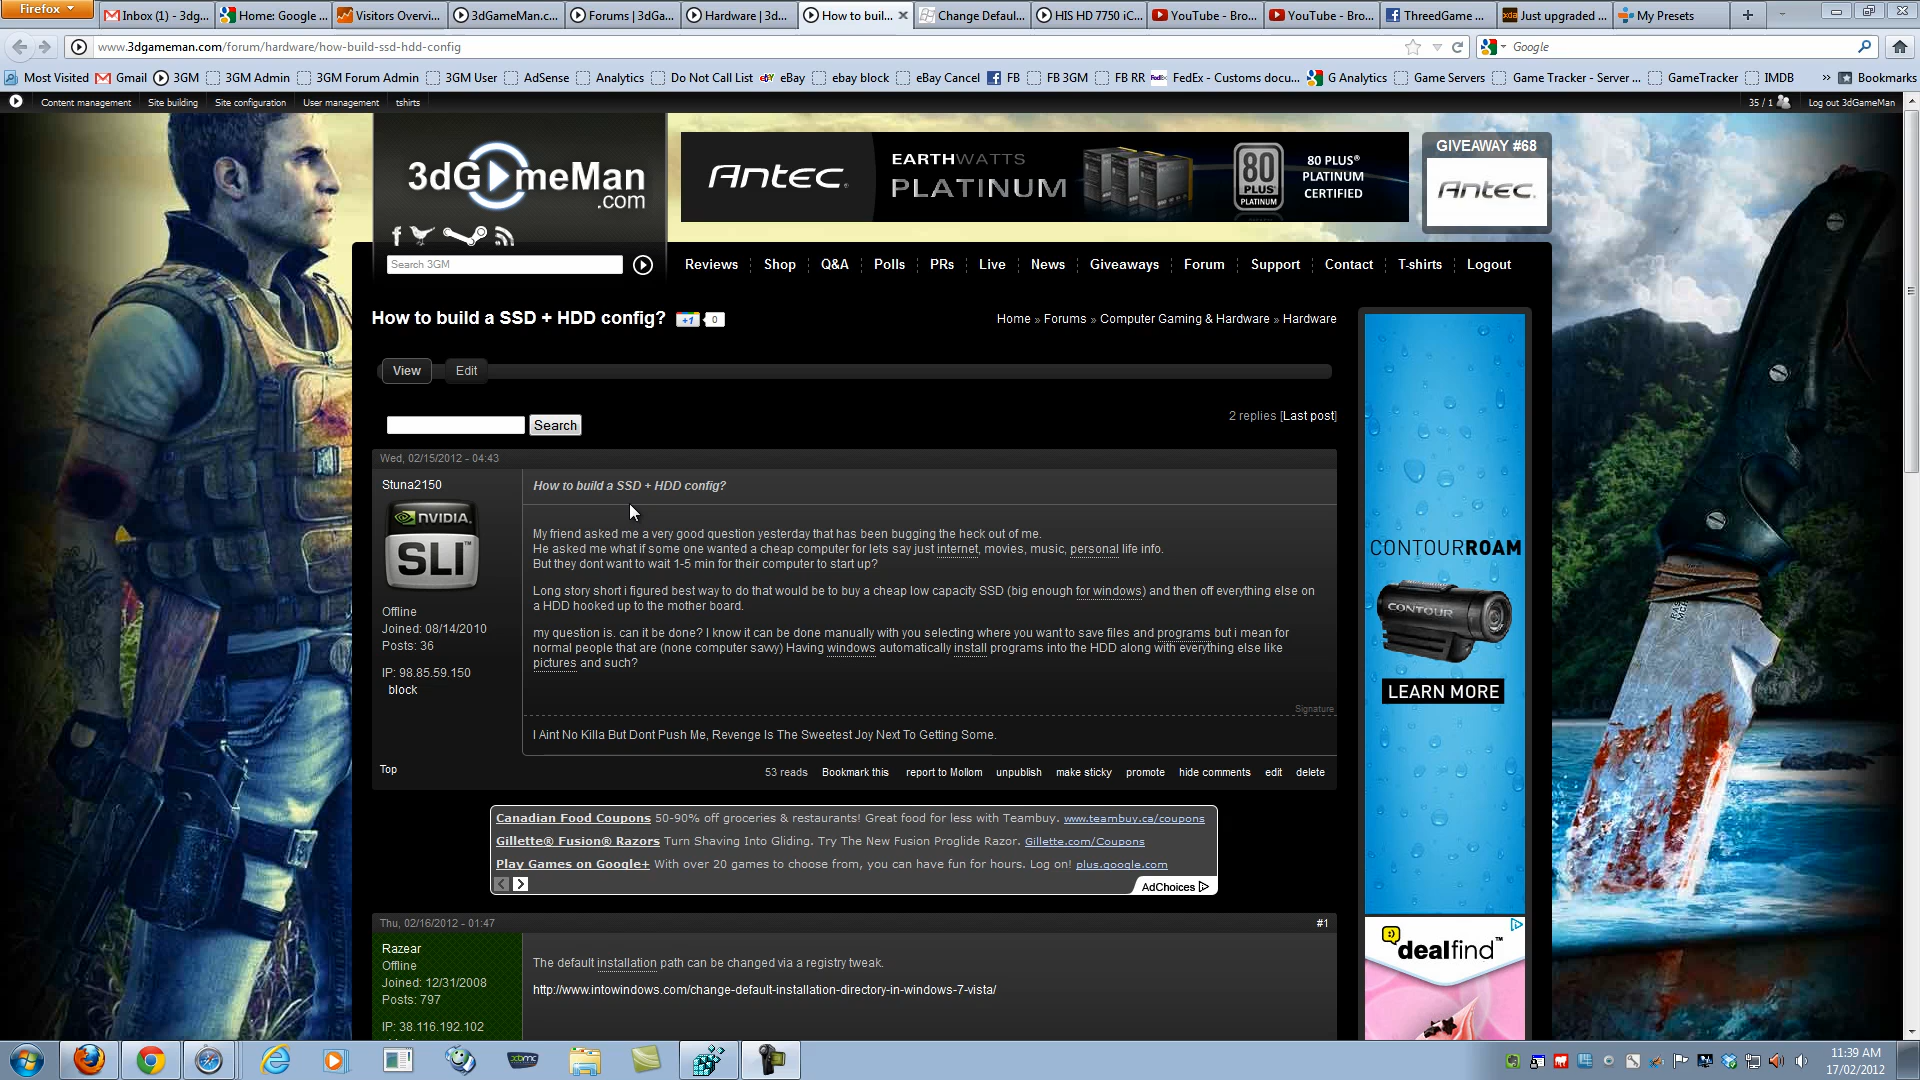 Firefox
Inbox (1) - 3dg...
Home: Google ...
Visitors Overvi...
3dGameMan.c...
Forums | 3dGa...
Hardware | 3d...
How to buil...
Change Defaul...
HIS HD 7750 iC...
YouTube - Bro...
YouTube - Bro...
ThreedGame ...
Just upgraded ...
My Presets
www.3dgameman.com/forum/hardware/how-build-ssd-hdd-config
Google
Most Visited Gmail 3GM 3GM Admin 3GM Forum Admin 3GM User AdSense Analytics Do Not Call List eBay ebay block eBay Cancel FB FB 3GM FB RR FedEx - Customs docu... G Analytics Game Servers Game Tracker - Server ... GameTracker IMDB » Bookmarks
Content management Site building Site configuration User management tshirts
35 / 1 Log out 3dGameMan
3dGameMan
.com
Antec
EARTHWATTS
PLATINUM
80
PLUS
PLATINUM
80 PLUS®
PLATINUM
CERTIFIED
GIVEAWAY #68
Antec
Search 3GM
Reviews Shop Q&A Polls PRs Live News Giveaways Forum Support Contact T-shirts Logout
How to build a SSD + HDD config? +1 0
Home » Forums » Computer Gaming & Hardware » Hardware
View Edit
Search
2 replies [Last post]
Wed, 02/15/2012 - 04:43
Stuna2150
NVIDIA.
SLI™
Offline
Joined: 08/14/2010
Posts: 36
IP: 98.85.59.150
block
How to build a SSD + HDD config?
My friend asked me a very good question yesterday that has been bugging the heck out of me.
He asked me what if some one wanted a cheap computer for lets say just internet, movies, music, personal life info.
But they dont want to wait 1-5 min for their computer to start up?
Long story short i figured best way to do that would be to buy a cheap low capacity SSD (big enough for windows) and then off everything else on
a HDD hooked up to the mother board.
my question is. can it be done? I know it can be done manually with you selecting where you want to save files and programs but i mean for
normal people that are (none computer savvy) Having windows automatically install programs into the HDD along with everything else like
pictures and such?
Signature
I Aint No Killa But Dont Push Me, Revenge Is The Sweetest Joy Next To Getting Some.
Top
53 reads Bookmark this report to Mollom unpublish make sticky promote hide comments edit delete
Canadian Food Coupons 50-90% off groceries & restaurants! Great food for less with Teambuy. www.teambuy.ca/coupons
Gillette® Fusion® Razors Turn Shaving Into Gliding. Try The New Fusion Proglide Razor. Gillette.com/Coupons
Play Games on Google+ With over 20 games to choose from, you can have fun for hours. Log on! plus.google.com
AdChoices
Thu, 02/16/2012 - 01:47
#1
Razear
Offline
Joined: 12/31/2008
Posts: 797
IP: 38.116.192.102
The default installation path can be changed via a registry tweak.
http://www.intowindows.com/change-default-installation-directory-in-windows-7-vista/
CONTOURROAM
CONTOUR
LEARN MORE
dealfind™
xbmc
11:39 AM
17/02/2012